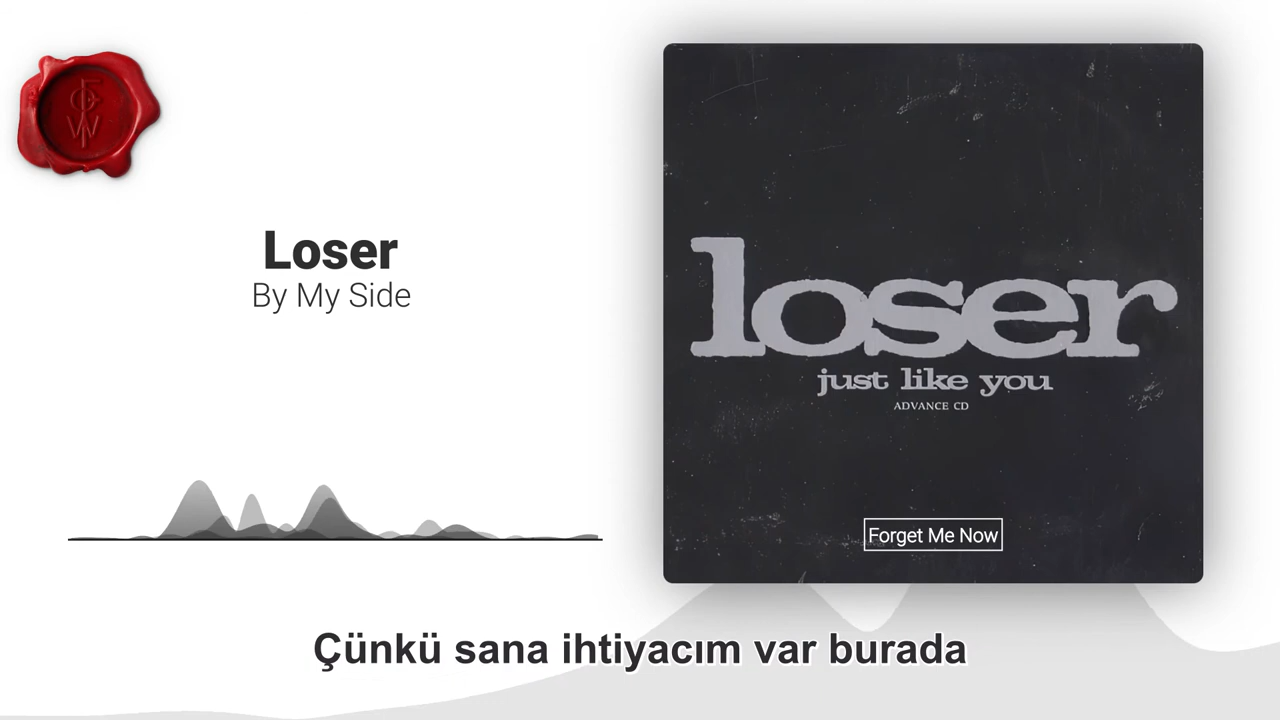 Loser
By My Side
loser
just like you
ADVANCE CD
Forget Me Now
Çünkü sana ihtiyacım var burada